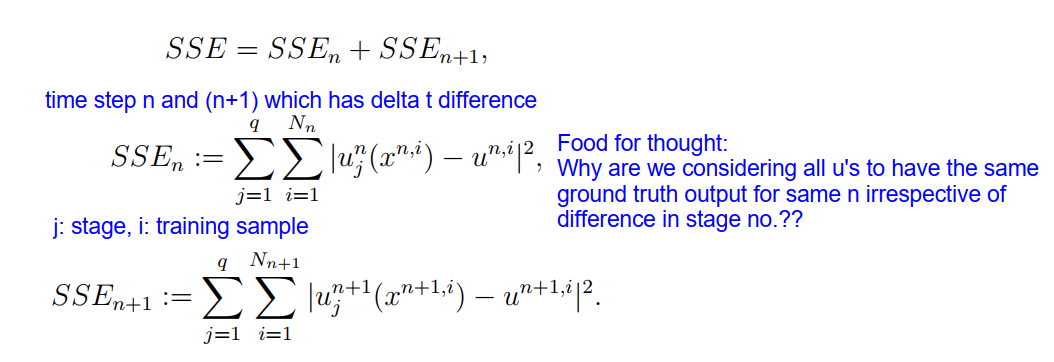 SSE = SSE_n + SSE_{n+1},
time step n and (n+1) which has delta t difference
SSE_n := \sum_{j=1}^{q} \sum_{i=1}^{N_n} |u_j^n(x^{n,i}) − u^{n,i}|^2,
Food for thought:
Why are we considering all u's to have the same
ground truth output for same n irrespective of
difference in stage no.??
j: stage, i: training sample
SSE_{n+1} := \sum_{j=1}^{q} \sum_{i=1}^{N_{n+1}} |u_j^{n+1}(x^{n+1,i}) − u^{n+1,i}|^2.